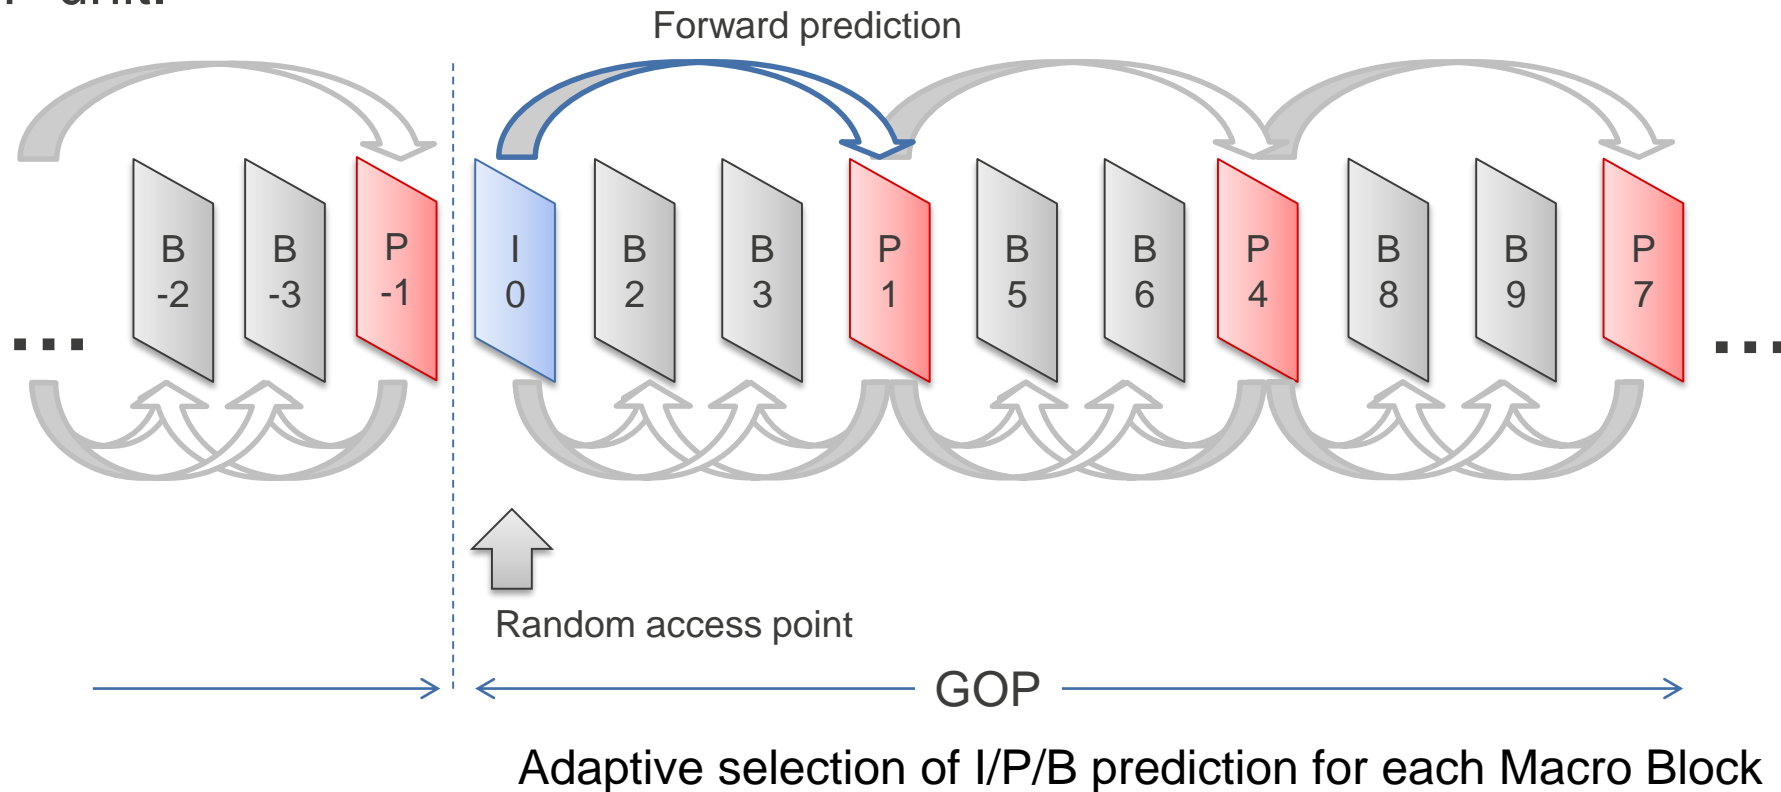 unit.
Forward prediction
B B P I B B P B B P B B P
-2 -3 -1 0 2 3 1 5 6 4 8 9 7
... ...
Random access point
GOP
Adaptive selection of I/P/B prediction for each Macro Block